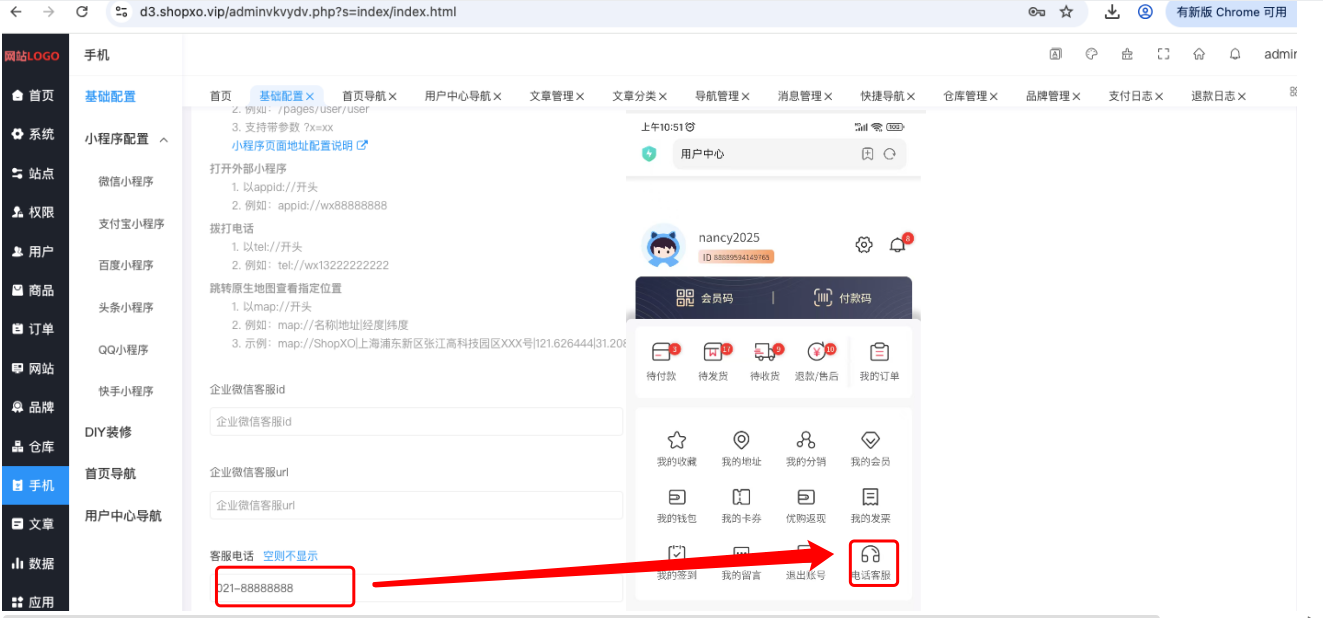 d3.shopxo.vip/adminvkvydv.php?s=index/index.html
有新版 Chrome 可用
网站LOGO
手机
admin
首页
系统
站点
权限
用户
商品
订单
网站
品牌
仓库
手机
文章
数据
应用
基础配置
小程序配置
微信小程序
支付宝小程序
百度小程序
头条小程序
QQ小程序
快手小程序
DIY装修
首页导航
用户中心导航
首页 基础配置 首页导航 用户中心导航 文章管理 文章分类 导航管理 消息管理 快捷导航 仓库管理 品牌管理 支付日志 退款日志
2. 例如：/pages/user/user
3. 支持带参数 ?x=xx
小程序页面地址配置说明
打开外部小程序
1. 以appid://开头
2. 例如：appid://wx88888888
拨打电话
1. 以tel://开头
2. 例如：tel://wx13222222222
跳转原生地图查看指定位置
1. 以map://开头
2. 例如：map://名称|地址|经度|纬度
3. 示例：map://ShopXO|上海浦东新区张江高科技园区XXX号|121.626444|31.208
企业微信客服id
企业微信客服id
企业微信客服url
企业微信客服url
客服电话 空则不显示
021-88888888
上午10:51
100
用户中心
nancy2025
8
ID 88889594149765
会员码 | 付款码
3 17 9 10
待付款 待发货 待收货 退款/售后 我的订单
我的收藏 我的地址 我的分销 我的会员
我的钱包 我的卡券 优购返现 我的发票
我的签到 我的留言 退出账号 电话客服